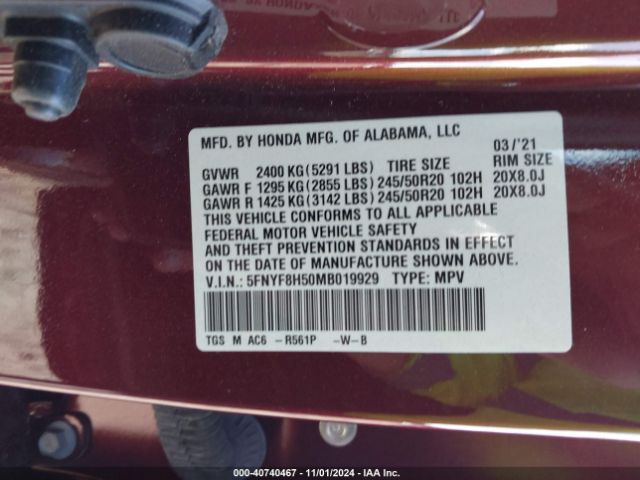 MFD. BY HONDA MFG. OF ALABAMA, LLC 03/'21
GVWR 2400 KG(5291 LBS) TIRE SIZE RIM SIZE
GAWR F 1295 KG(2855 LBS)245/50R20 102H 20X8.0J
GAWR R 1425 KG(3142 LBS)245/50R20 102H 20X8.0J
THIS VEHICLE CONFORMS TO ALL APPLICABLE
FEDERAL MOTOR VEHICLE SAFETY
AND THEFT PREVENTION STANDARDS IN EFFECT
ON THE DATE OF MANUFACTURE SHOWN ABOVE.
V.I.N.: 5FNYF8H50MB019929 TYPE: MPV
TGS M AC6 -R561P -W-B
000-40740467 - 11/01/2024 - IAA Inc.